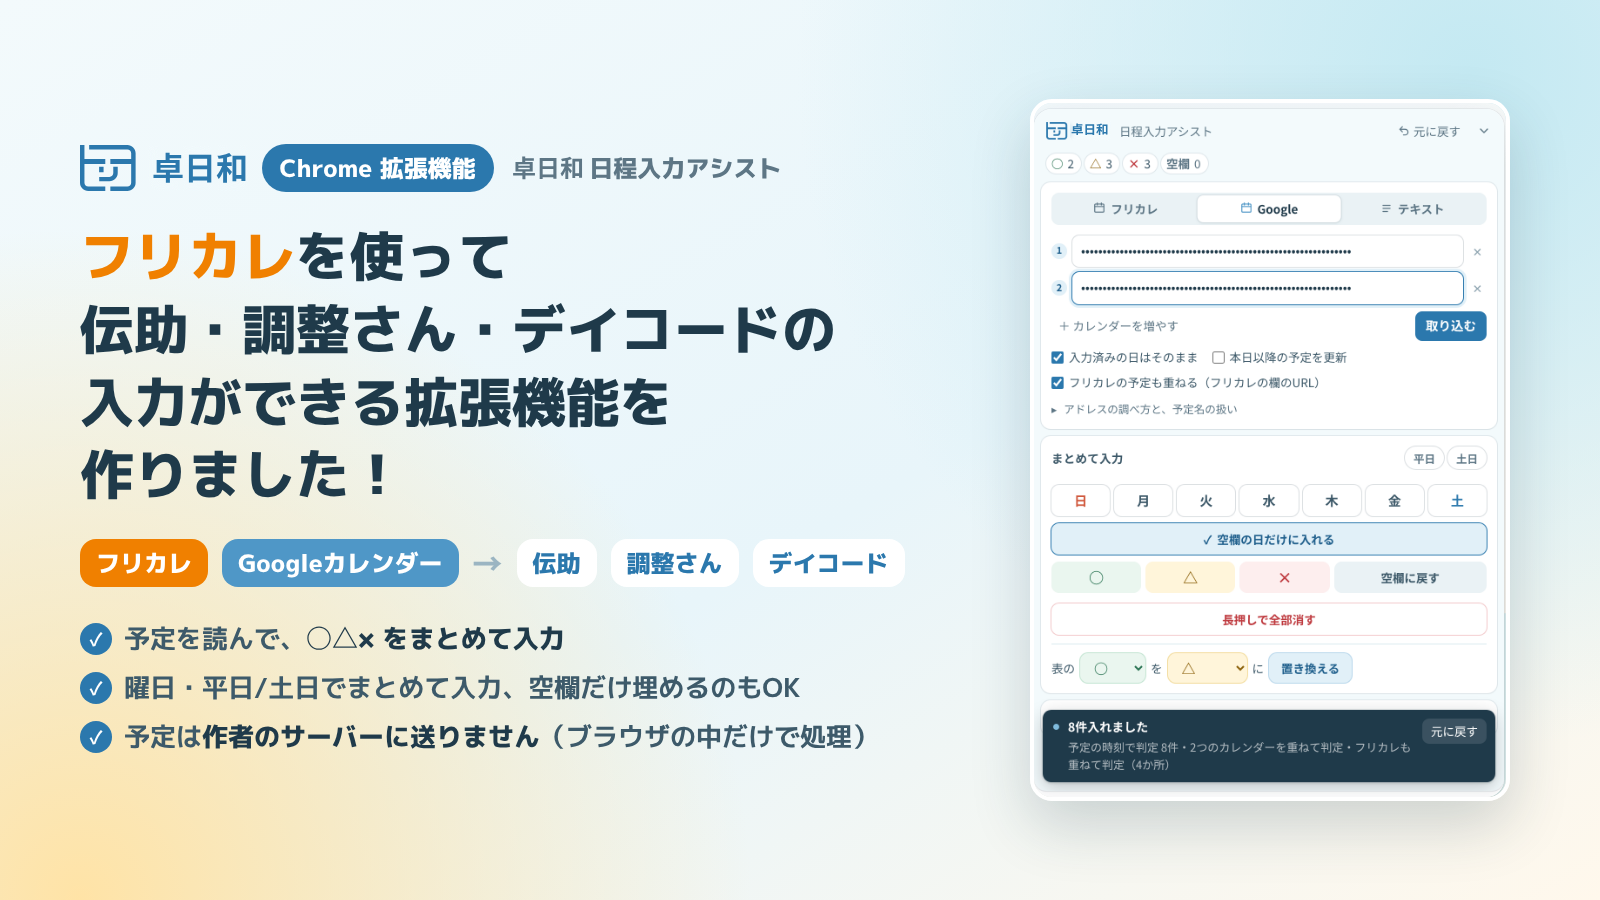 卓日和 Chrome 拡張機能 卓日和 日程入力アシスト
フリカレを使って
伝助・調整さん・デイコードの
入力ができる拡張機能を
作りました！
フリカレ Googleカレンダー → 伝助 調整さん デイコード
✓ 予定を読んで、○△× をまとめて入力
✓ 曜日・平日/土日でまとめて入力、空欄だけ埋めるのもOK
✓ 予定は作者のサーバーに送りません（ブラウザの中だけで処理）
卓日和 日程入力アシスト 元に戻す
○ 2 △ 3 × 3 空欄 0
フリカレ Google テキスト
1 ••••••••••••••••••••••••••••••••••••••••••••••••••••••••••••••• ×
2 ••••••••••••••••••••••••••••••••••••••••••••••••••••••••••••••• ×
＋ カレンダーを増やす 取り込む
入力済みの日はそのまま 本日以降の予定を更新
フリカレの予定も重ねる（フリカレの欄のURL）
▸ アドレスの調べ方と、予定名の扱い
まとめて入力 平日 土日
日 月 火 水 木 金 土
✓ 空欄の日だけに入れる
○ △ × 空欄に戻す
長押しで全部消す
表の ○ を △ に 置き換える
8件入れました 元に戻す
予定の時刻で判定 8件・2つのカレンダーを重ねて判定・フリカレも
重ねて判定（4か所）